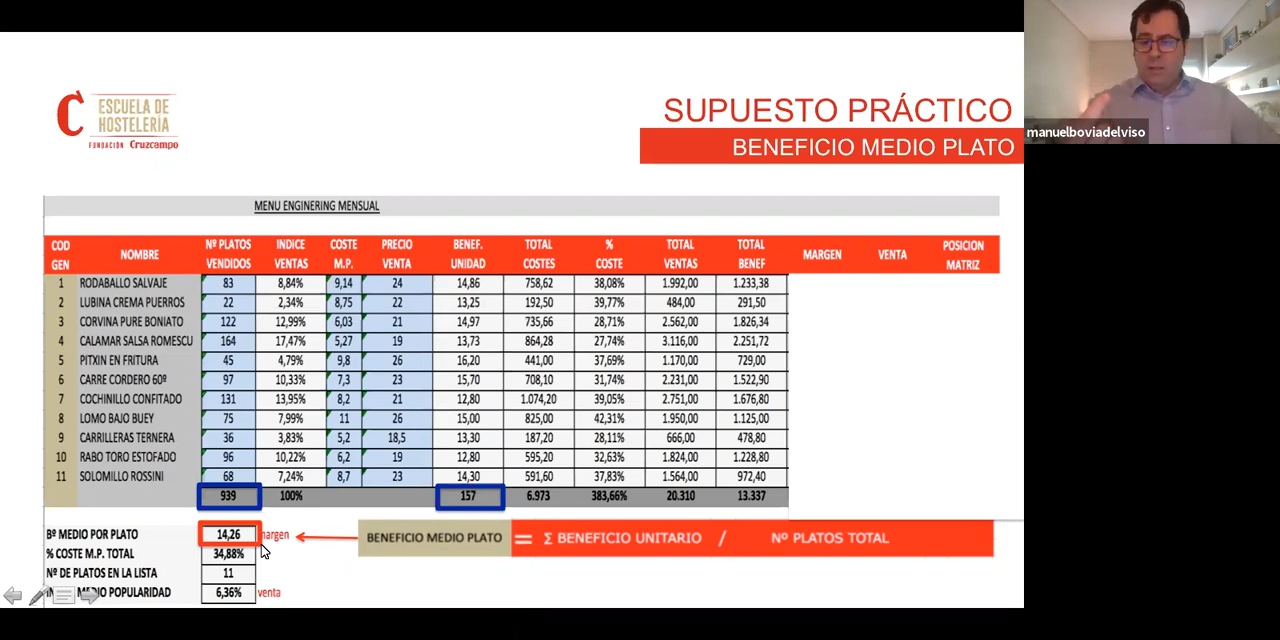 C ESCUELA DE
HOSTELERÍA
FUNDACIÓN Cruzcampo
SUPUESTO PRÁCTICO
BENEFICIO MEDIO PLATO
manuelboviadelviso
MENU ENGINERING MENSUAL
COD GEN NOMBRE Nº PLATOS VENDIDOS INDICE VENTAS COSTE M.P. PRECIO VENTA BENEF. UNIDAD TOTAL COSTES % COSTE TOTAL VENTAS TOTAL BENEF MARGEN VENTA POSICION MATRIZ
1 RODABALLO SALVAJE 83 8,84% 9,14 24 14,86 758,62 38,08% 1.992,00 1.233,38
2 LUBINA CREMA PUERROS 22 2,34% 8,75 22 13,25 192,50 39,77% 484,00 291,50
3 CORVINA PURE BONIATO 122 12,99% 6,03 21 14,97 735,66 28,71% 2.562,00 1.826,34
4 CALAMAR SALSA ROMESCU 164 17,47% 5,27 19 13,73 864,28 27,74% 3.116,00 2.251,72
5 PITXIN EN FRITURA 45 4,79% 9,8 26 16,20 441,00 37,69% 1.170,00 729,00
6 CARRE CORDERO 60º 97 10,33% 7,3 23 15,70 708,10 31,74% 2.231,00 1.522,90
7 COCHINILLO CONFITADO 131 13,95% 8,2 21 12,80 1.074,20 39,05% 2.751,00 1.676,80
8 LOMO BAJO BUEY 75 7,99% 11 26 15,00 825,00 42,31% 1.950,00 1.125,00
9 CARRILLERAS TERNERA 36 3,83% 5,2 18,5 13,30 187,20 28,11% 666,00 478,80
10 RABO TORO ESTOFADO 96 10,22% 6,2 19 12,80 595,20 32,63% 1.824,00 1.228,80
11 SOLOMILLO ROSSINI 68 7,24% 8,7 23 14,30 591,60 37,83% 1.564,00 972,40
939 100% 157 6.973 383,66% 20.310 13.337
Bº MEDIO POR PLATO 14,26 margen BENEFICIO MEDIO PLATO = Σ BENEFICIO UNITARIO / Nº PLATOS TOTAL
% COSTE M.P. TOTAL 34,88%
Nº DE PLATOS EN LA LISTA 11
POPULARIDAD 6,36% venta